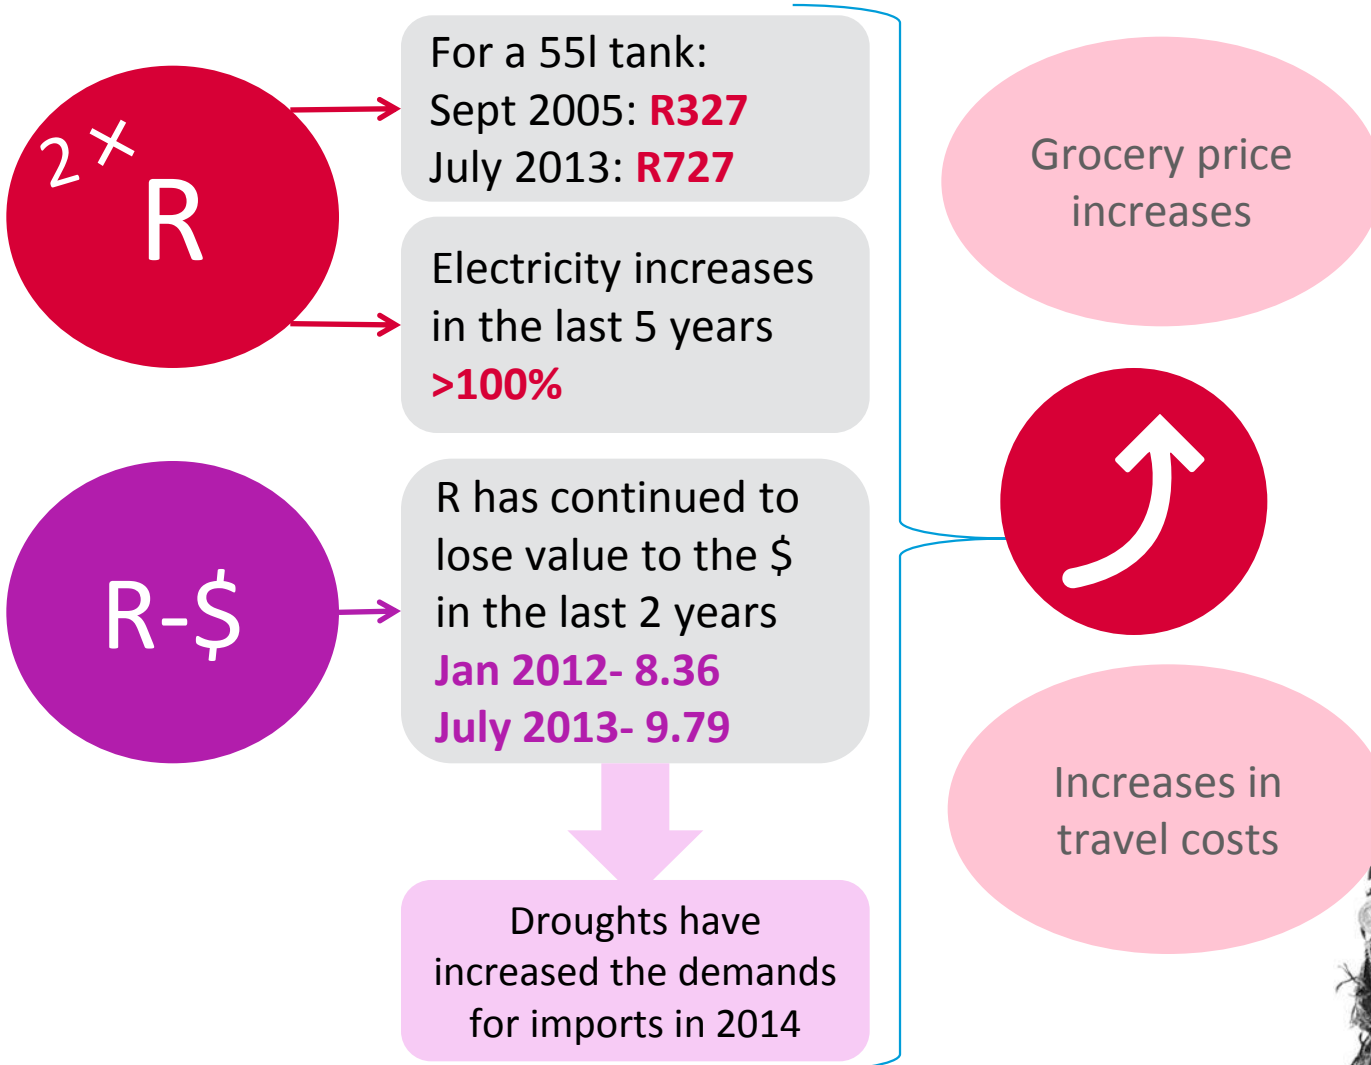 2 ×
R
For a 55l tank:
Sept 2005: R327
July 2013: R727
Electricity increases
in the last 5 years
>100%
R-$
R has continued to
lose value to the $
in the last 2 years
Jan 2012- 8.36
July 2013- 9.79
Droughts have
increased the demands
for imports in 2014
Grocery price
increases
Increases in
travel costs